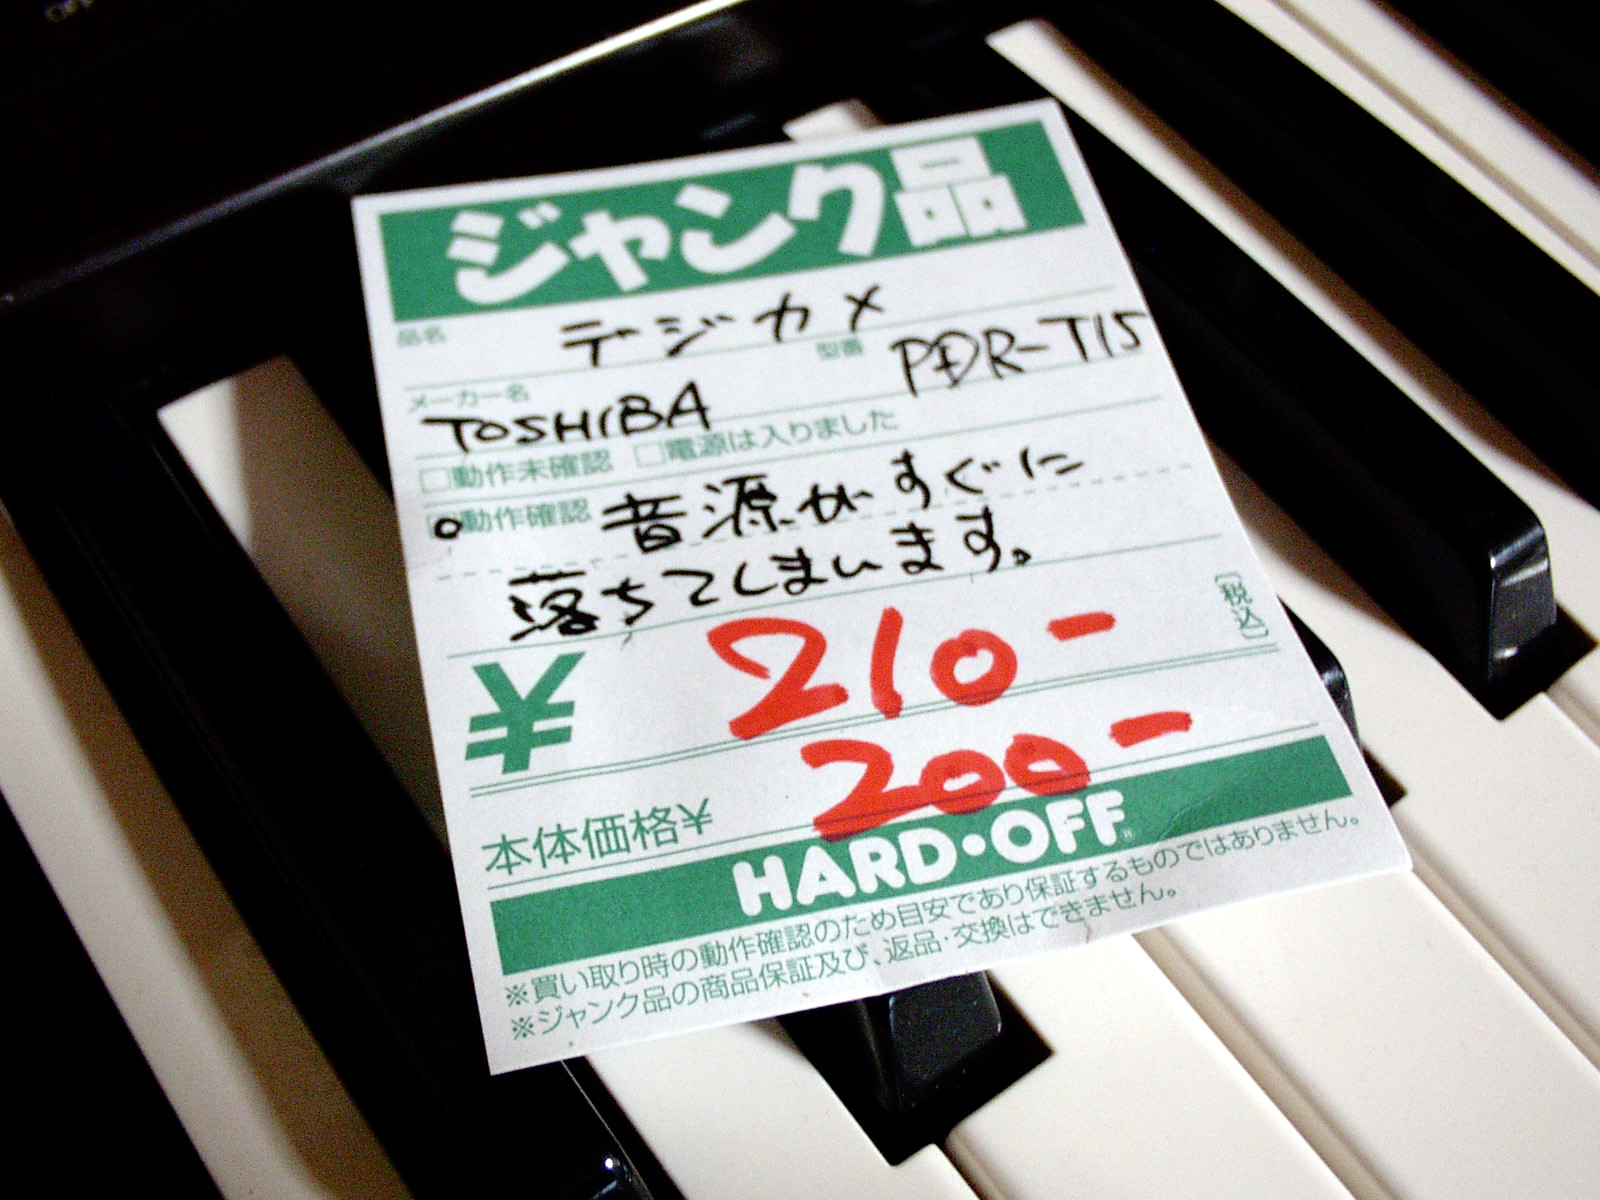 ジャンク品
品名 デジカメ
型番 PDR-T15
メーカー名 TOSHIBA
□動作未確認 □電源は入りました
□動作確認 音源がすぐに
落ちてしまいます。
¥ 210- 〔税込〕
本体価格¥ 200-
HARD・OFF®
※買い取り時の動作確認のため目安であり保証するものではありません。
※ジャンク品の商品保証及び、返品・交換はできません。